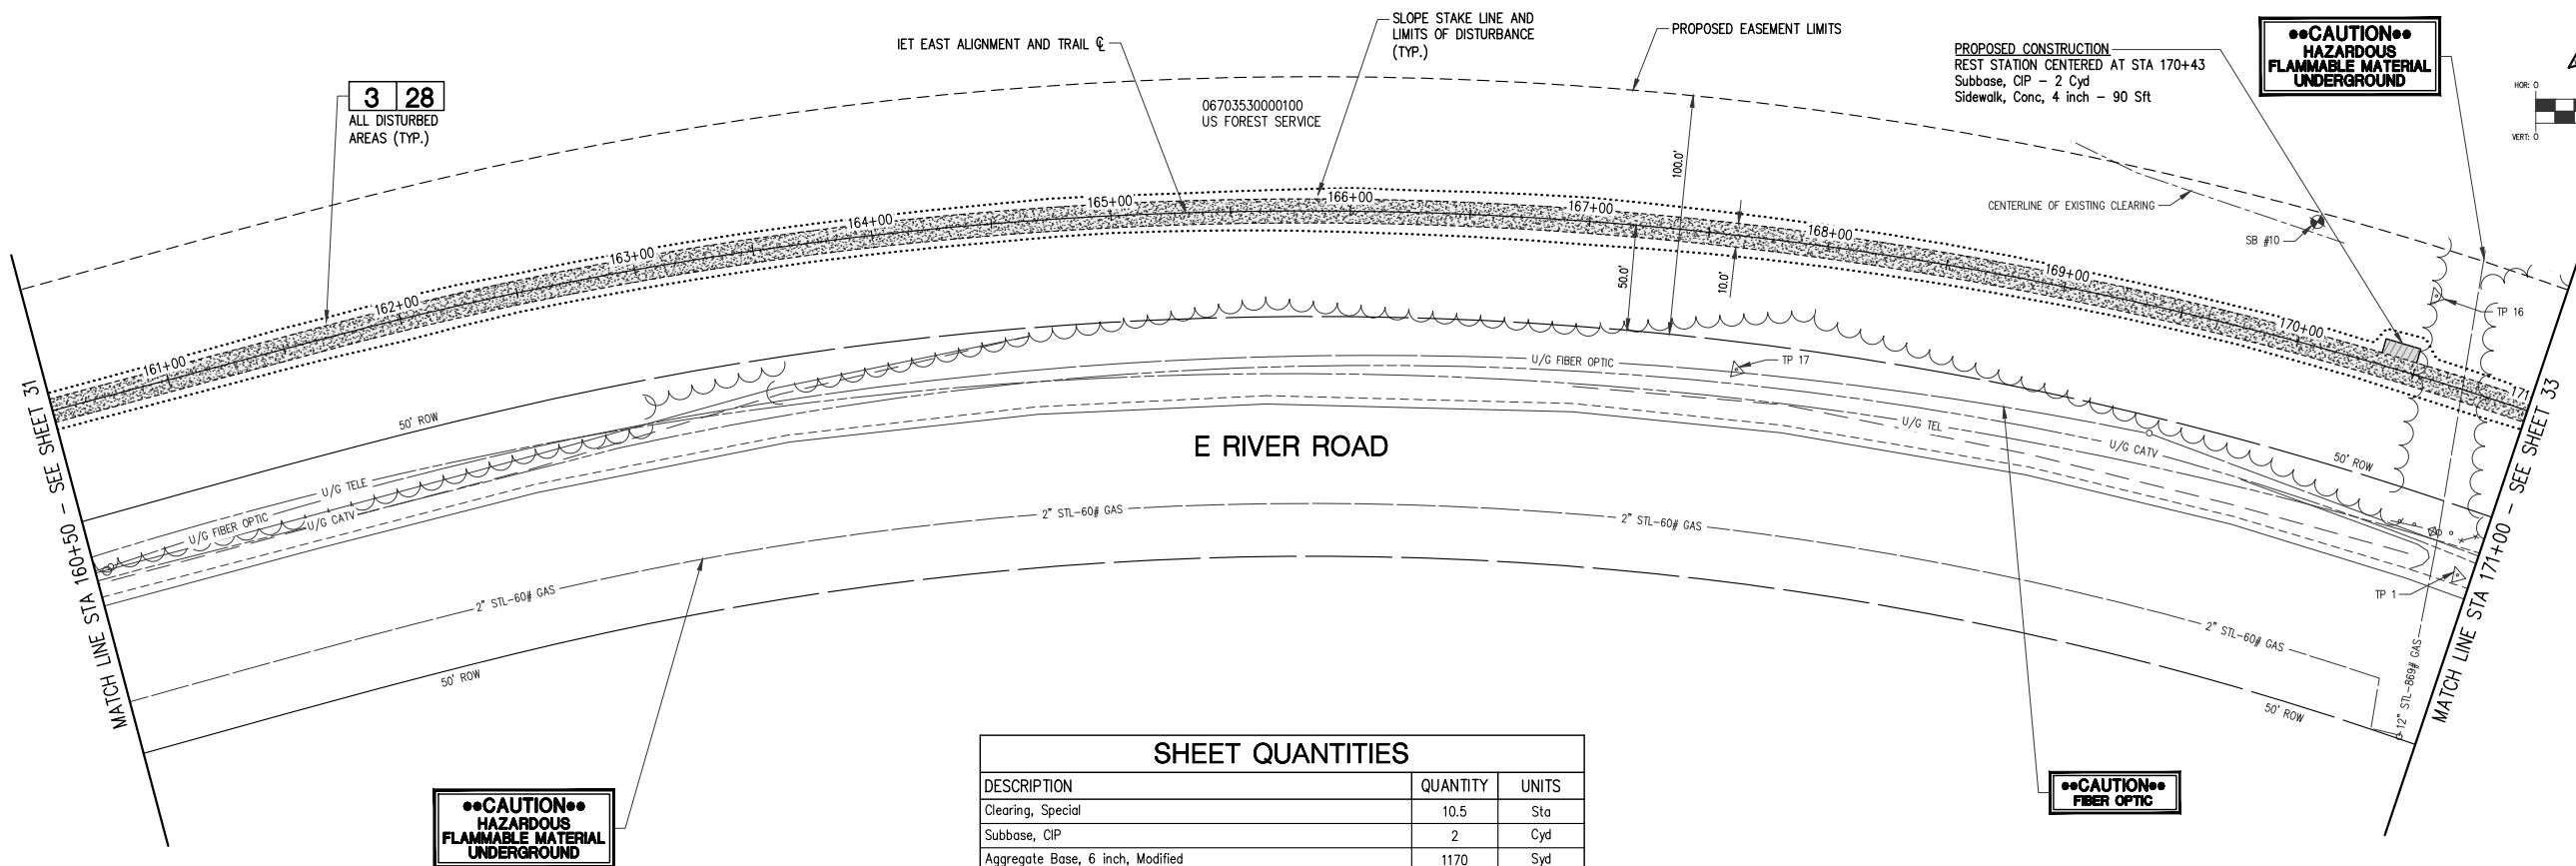 IET EAST ALIGNMENT AND TRAIL ℄
SLOPE STAKE LINE AND
LIMITS OF DISTURBANCE
(TYP.)
PROPOSED EASEMENT LIMITS
PROPOSED CONSTRUCTION
REST STATION CENTERED AT STA 170+43
Subbase, CIP - 2 Cyd
Sidewalk, Conc, 4 inch - 90 Sft
••CAUTION••
HAZARDOUS
FLAMMABLE MATERIAL
UNDERGROUND
HOR: 0
VERT: 0
3 28
ALL DISTURBED
AREAS (TYP.)
06703530000100
US FOREST SERVICE
100.0'
50.0'
10.0'
CENTERLINE OF EXISTING CLEARING
SB #10
TP 16
161+00
162+00
163+00
164+00
165+00
166+00
167+00
168+00
169+00
170+00
171
MATCH LINE STA 160+50 - SEE SHEET 31
50' ROW
U/G TELE
U/G FIBER OPTIC
U/G CATV
U/G FIBER OPTIC
TP 17
U/G TEL
U/G CATV
50' ROW
E RIVER ROAD
2" STL-60# GAS
2" STL-60# GAS
2" STL-60# GAS
2" STL-60# GAS
TP 1
12" STL-869# GAS
MATCH LINE STA 171+00 - SEE SHEET 33
50' ROW
50' ROW
••CAUTION••
HAZARDOUS
FLAMMABLE MATERIAL
UNDERGROUND
••CAUTION••
FIBER OPTIC
SHEET QUANTITIES
DESCRIPTION QUANTITY UNITS
Clearing, Special 10.5 Sta
Subbase, CIP 2 Cyd
Aggregate Base, 6 inch, Modified 1170 Syd